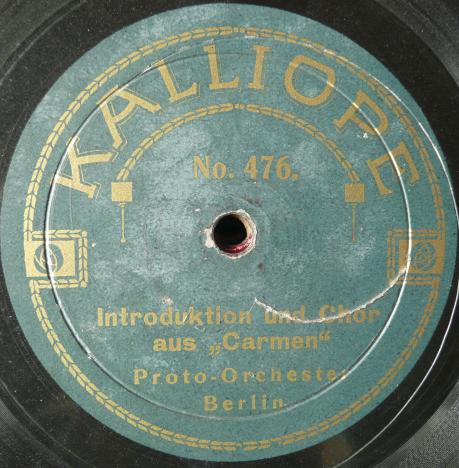 KALLIOPE
No. 476.
Introduktion und Chor
aus „Carmen“
Proto-Orchester
Berlin